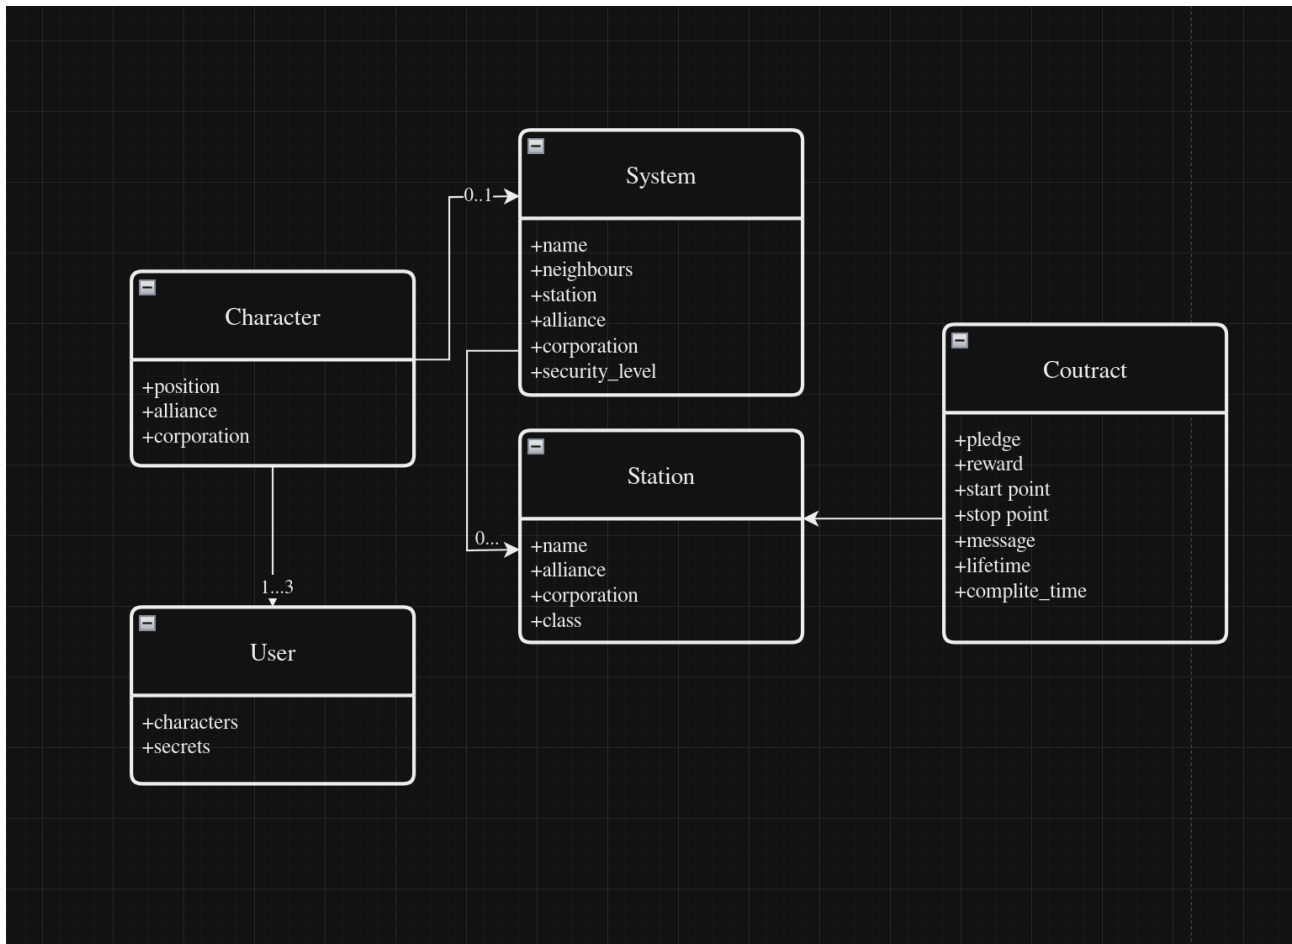 System
0..1
+name
+neighbours
+station
+alliance
+corporation
+security_level
Character
+position
+alliance
+corporation
Coutract
+pledge
+reward
+start point
+stop point
+message
+lifetime
+complite_time
Station
0...
+name
+alliance
+corporation
+class
1...3
User
+characters
+secrets